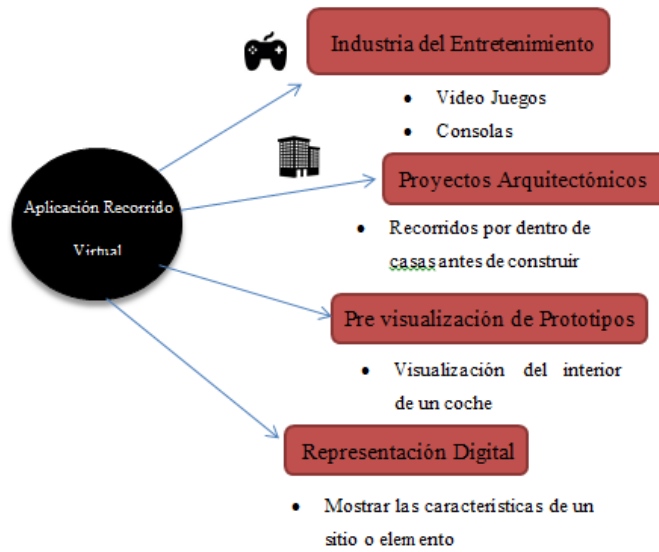 Industria del Entretenimiento
• Video Juegos
• Consolas
Aplicación Recorrido
Virtual
Proyectos Arquitectónicos
• Recorridos por dentro de
casas antes de construir
Pre visualización de Prototipos
• Visualización del interior
de un coche
Representación Digital
• Mostrar las características de un
sitio o elemento